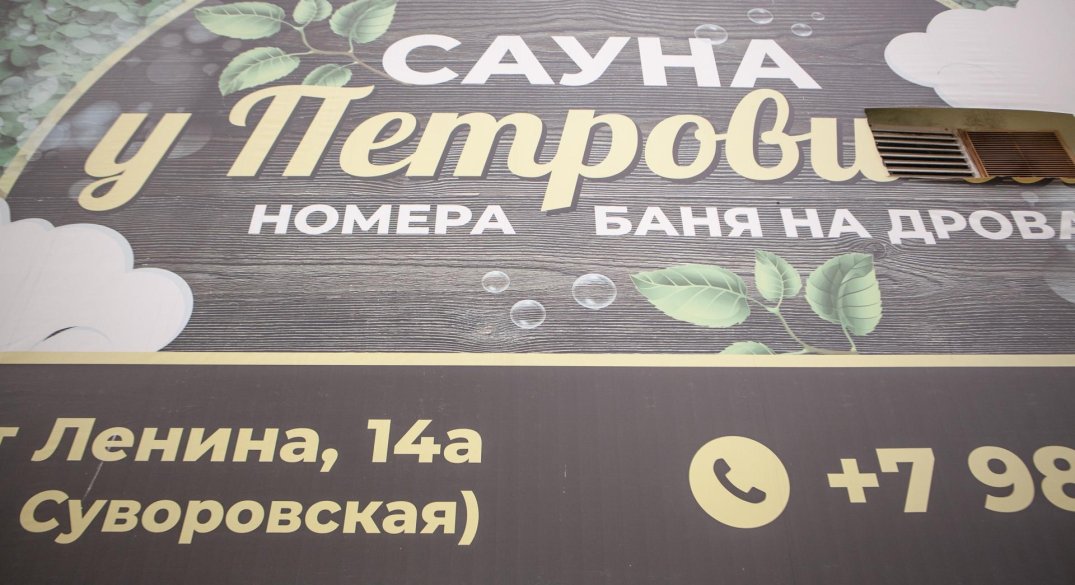 САУНА
у Петрови
НОМЕРА БАНЯ НА ДРОВА
т Ленина, 14а
Суворовская)
+7 98